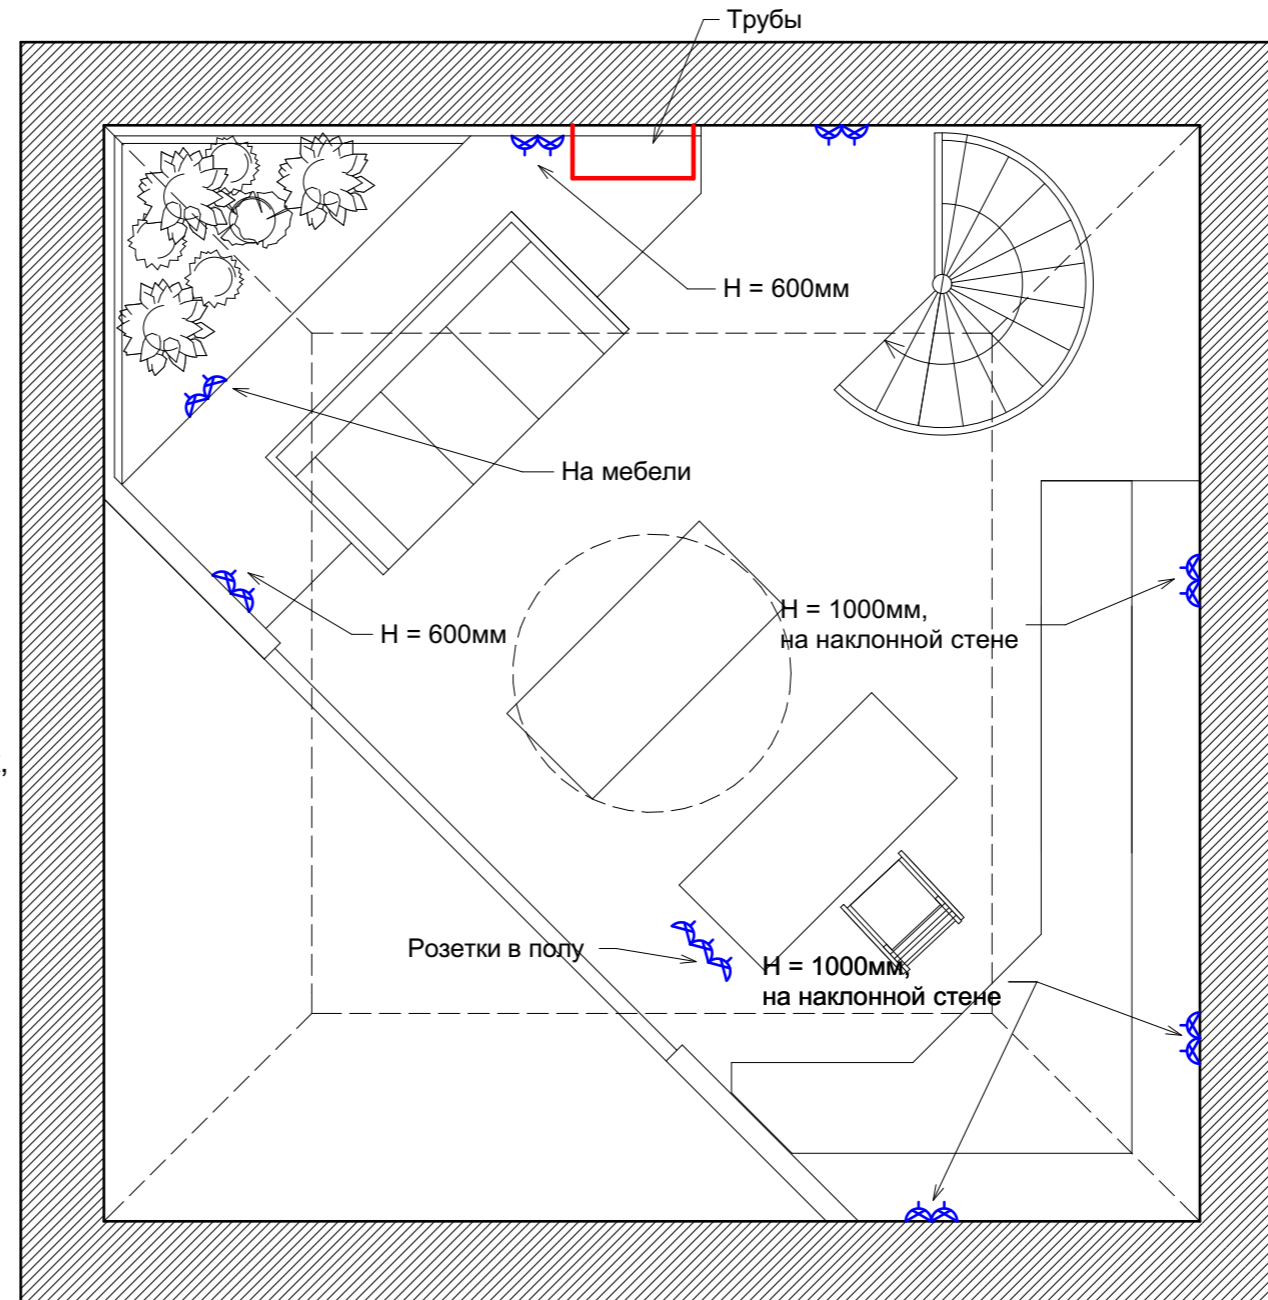 Трубы
H = 600мм
На мебели
H = 1000мм,
на наклонной стене
H = 600мм
,
Розетки в полу
H = 1000мм,
на наклонной стене